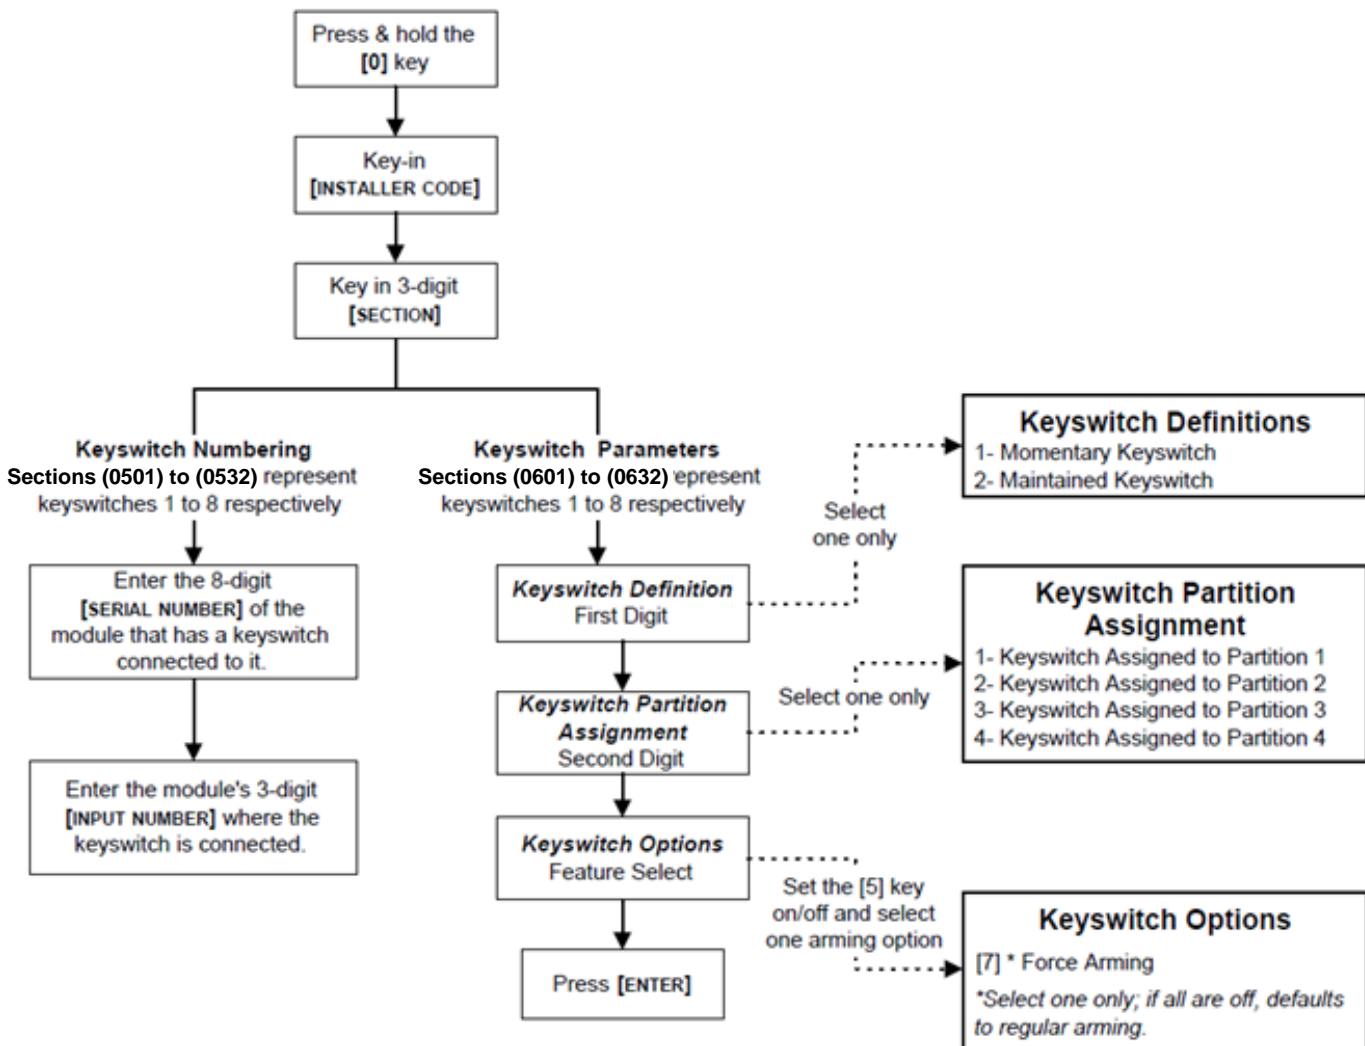 Press & hold the
[0] key
Key-in
[INSTALLER CODE]
Key in 3-digit
[SECTION]
Keyswitch Numbering
Sections (0501) to (0532) represent
keyswitches 1 to 8 respectively
Enter the 8-digit
[SERIAL NUMBER] of the
module that has a keyswitch
connected to it.
Enter the module's 3-digit
[INPUT NUMBER] where the
keyswitch is connected.
Keyswitch Parameters
Sections (0601) to (0632) represent
keyswitches 1 to 8 respectively
Keyswitch Definition
First Digit
Keyswitch Partition
Assignment
Second Digit
Keyswitch Options
Feature Select
Press [ENTER]
Select
one only
Select one only
Set the [5] key
on/off and select
one arming option
Keyswitch Definitions
1- Momentary Keyswitch
2- Maintained Keyswitch
Keyswitch Partition
Assignment
1- Keyswitch Assigned to Partition 1
2- Keyswitch Assigned to Partition 2
3- Keyswitch Assigned to Partition 3
4- Keyswitch Assigned to Partition 4
Keyswitch Options
[7] * Force Arming
*Select one only; if all are off, defaults
to regular arming.